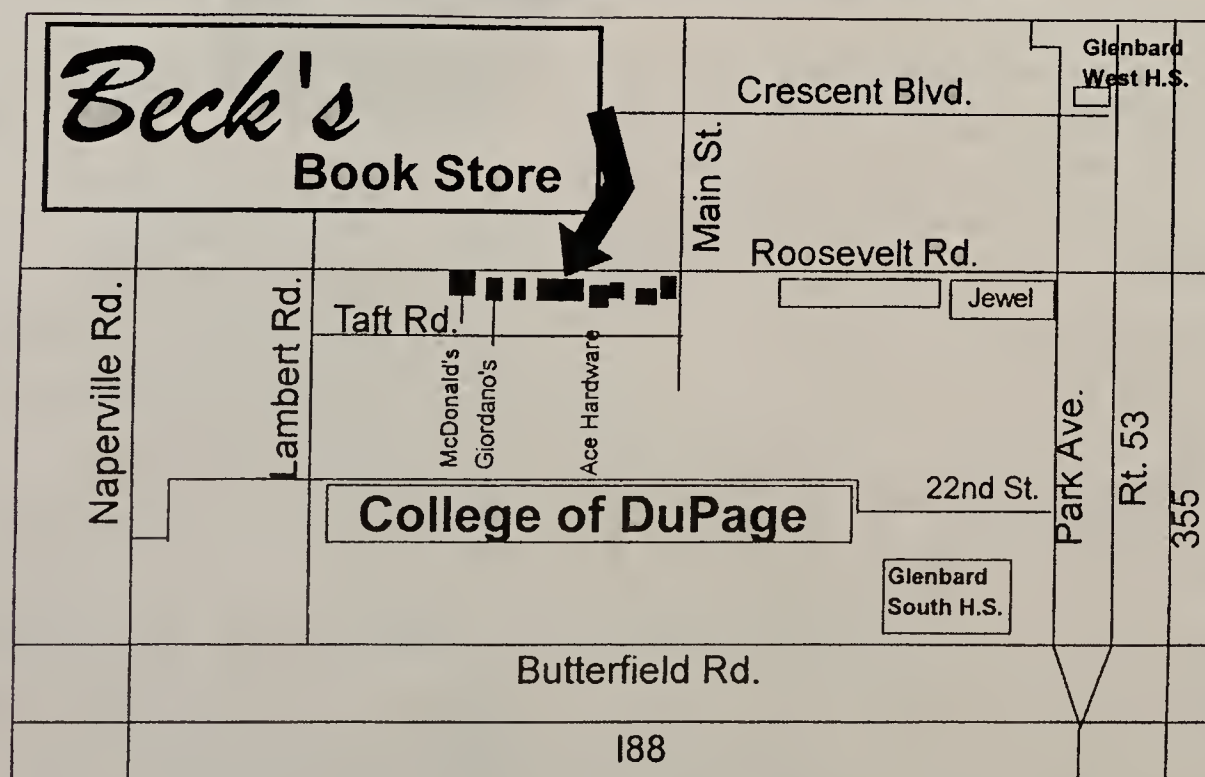 Beck's
Book Store
Glenbard
West H.S.
Crescent Blvd.
Main St.
Roosevelt Rd.
Jewel
Naperville Rd.
Lambert Rd.
Taft Rd.
McDonald's
Giordano's
Ace Hardware
22nd St.
Park Ave.
Rt. 53
355
College of DuPage
Glenbard
South H.S.
Butterfield Rd.
I88